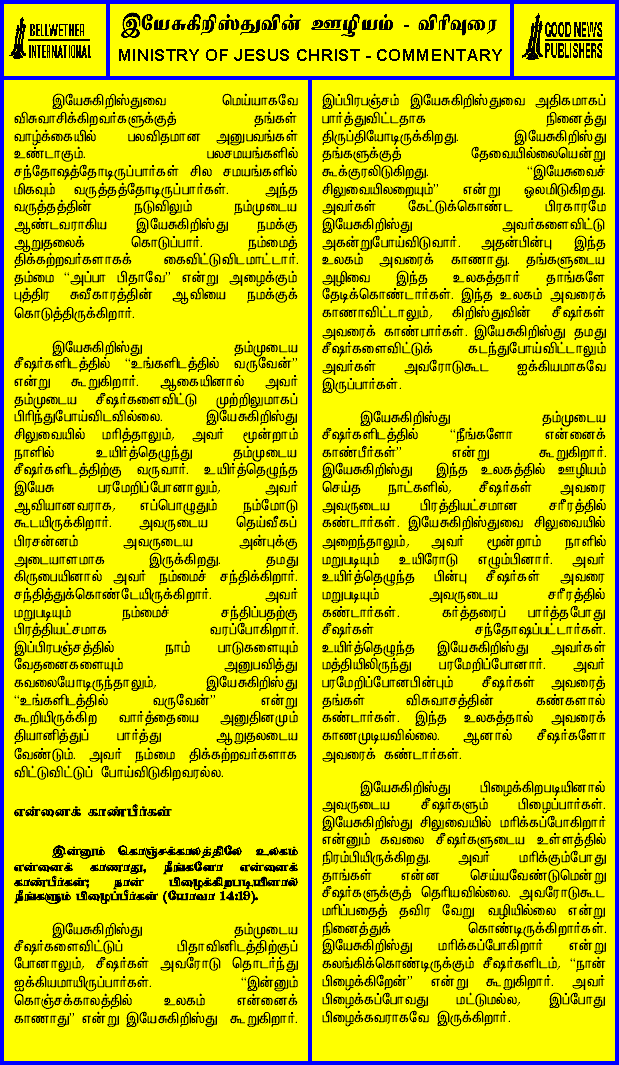 BELLWETHER
INTERNATIONAL
இயேசுகிறிஸ்துவின் ஊழியம் - விரிவுரை
MINISTRY OF JESUS CHRIST - COMMENTARY
GOOD NEWS
PUBLISHERS
இயேசுகிறிஸ்துவை மெய்யாகவே
விசுவாசிக்கிறவர்களுக்குத் தங்கள்
வாழ்க்கையில் பலவிதமான அனுபவங்கள்
உண்டாகும். பலசமயங்களில்
சந்தோஷத்தோடிருப்பார்கள் சில சமயங்களில்
மிகவும் வருத்தத்தோடிருப்பார்கள். அந்த
வருத்தத்தின் நடுவிலும் நம்முடைய
ஆண்டவராகிய இயேசுகிறிஸ்து நமக்கு
ஆறுதலைக் கொடுப்பார். நம்மைத்
திக்கற்றவர்களாகக் கைவிட்டுவிடமாட்டார்.
தம்மை “அப்பா பிதாவே” என்று அழைக்கும்
புத்திர சுவீகாரத்தின் ஆவியை நமக்குக்
கொடுத்திருக்கிறார்.
இயேசுகிறிஸ்து தம்முடைய
சீஷர்களிடத்தில் “உங்களிடத்தில் வருவேன்”
என்று கூறுகிறார். ஆகையினால் அவர்
தம்முடைய சீஷர்களைவிட்டு முற்றிலுமாகப்
பிரிந்துபோய்விடவில்லை. இயேசுகிறிஸ்து
சிலுவையில் மரித்தாலும், அவர் மூன்றாம்
நாளில் உயிர்த்தெழுந்து தம்முடைய
சீஷர்களிடத்திற்கு வருவார். உயிர்த்தெழுந்த
இயேசு பரமேறிப்போனாலும், அவர்
ஆவியானவராக, எப்பொழுதும் நம்மோடு
கூடயிருக்கிறார். அவருடைய தெய்வீகப்
பிரசன்னம் அவருடைய அன்புக்கு
அடையாளமாக இருக்கிறது. தமது
கிருபையினால் அவர் நம்மைச் சந்திக்கிறார்.
சந்தித்துக்கொண்டேயிருக்கிறார். அவர்
மறுபடியும் நம்மைச் சந்திப்பதற்கு
பிரத்தியட்சமாக வரப்போகிறார்.
இப்பிரபஞ்சத்தில் நாம் பாடுகளையும்
வேதனைகளையும் அனுபவித்து
கவலையோடிருந்தாலும், இயேசுகிறிஸ்து
“உங்களிடத்தில் வருவேன்” என்று
கூறியிருக்கிற வார்த்தையை அனுதினமும்
தியானித்துப் பார்த்து ஆறுதலடைய
வேண்டும். அவர் நம்மை திக்கற்றவர்களாக
விட்டுவிட்டுப் போய்விடுகிறவரல்ல.
என்னைக் காண்பீர்கள்
இன்னும் கொஞ்சக்காலத்திலே உலகம்
என்னைக் காணாது, நீங்களோ என்னைக்
காண்பீர்கள்; நான் பிழைக்கிறபடியினால்
நீங்களும் பிழைப்பீர்கள் (யோவா 14:19).
இயேசுகிறிஸ்து தம்முடைய
சீஷர்களைவிட்டுப் பிதாவினிடத்திற்குப்
போனாலும், சீஷர்கள் அவரோடு தொடர்ந்து
ஐக்கியமாயிருப்பார்கள். “இன்னும்
கொஞ்சக்காலத்தில் உலகம் என்னைக்
காணாது” என்று இயேசுகிறிஸ்து கூறுகிறார்.
இப்பிரபஞ்சம் இயேசுகிறிஸ்துவை அதிகமாகப்
பார்த்துவிட்டதாக நினைத்து
திருப்தியோடிருக்கிறது. இயேசுகிறிஸ்து
தங்களுக்குத் தேவையில்லையென்று
கூக்குரலிடுகிறது. “இயேசுவைச்
சிலுவையிலறையும்” என்று ஓலமிடுகிறது.
அவர்கள் கேட்டுக்கொண்ட பிரகாரமே
இயேசுகிறிஸ்து அவர்களைவிட்டு
அகன்றுபோய்விடுவார். அதன்பின்பு இந்த
உலகம் அவரைக் காணாது. தங்களுடைய
அழிவை இந்த உலகத்தார் தாங்களே
தேடிக்கொண்டார்கள். இந்த உலகம் அவரைக்
காணாவிட்டாலும், கிறிஸ்துவின் சீஷர்கள்
அவரைக் காண்பார்கள். இயேசுகிறிஸ்து தமது
சீஷர்களைவிட்டுக் கடந்துபோய்விட்டாலும்
அவர்கள் அவரோடுகூட ஐக்கியமாகவே
இருப்பார்கள்.
இயேசுகிறிஸ்து தம்முடைய
சீஷர்களிடத்தில் “நீங்களோ என்னைக்
காண்பீர்கள்” என்று கூறுகிறார்.
இயேசுகிறிஸ்து இந்த உலகத்தில் ஊழியம்
செய்த நாட்களில், சீஷர்கள் அவரை
அவருடைய பிரத்தியட்சமான சரீரத்தில்
கண்டார்கள். இயேசுகிறிஸ்துவை சிலுவையில்
அறைந்தாலும், அவர் மூன்றாம் நாளில்
மறுபடியும் உயிரோடு எழும்பினார். அவர்
உயிர்த்தெழுந்த பின்பு சீஷர்கள் அவரை
மறுபடியும் அவருடைய சரீரத்தில்
கண்டார்கள். கர்த்தரைப் பார்த்தபோது
சீஷர்கள் சந்தோஷப்பட்டார்கள்.
உயிர்த்தெழுந்த இயேசுகிறிஸ்து அவர்கள்
மத்தியிலிருந்து பரமேறிப்போனார். அவர்
பரமேறிப்போனபின்பும் சீஷர்கள் அவரைத்
தங்கள் விசுவாசத்தின் கண்களால்
கண்டார்கள். இந்த உலகத்தால் அவரைக்
காணமுடியவில்லை. ஆனால் சீஷர்களோ
அவரைக் கண்டார்கள்.
இயேசுகிறிஸ்து பிழைக்கிறபடியினால்
அவருடைய சீஷர்களும் பிழைப்பார்கள்.
இயேசுகிறிஸ்து சிலுவையில் மரிக்கப்போகிறார்
என்னும் கவலை சீஷர்களுடைய உள்ளத்தில்
நிரம்பியிருக்கிறது. அவர் மரிக்கும்போது
தாங்கள் என்ன செய்யவேண்டுமென்று
சீஷர்களுக்குத் தெரியவில்லை. அவரோடுகூட
மரிப்பதைத் தவிர வேறு வழியில்லை என்று
நினைத்துக் கொண்டிருக்கிறார்கள்.
இயேசுகிறிஸ்து மரிக்கப்போகிறார் என்று
கலங்கிக்கொண்டிருக்கும் சீஷர்களிடம், “நான்
பிழைக்கிறேன்” என்று கூறுகிறார். அவர்
பிழைக்கப்போவது மட்டுமல்ல, இப்போது
பிழைக்கவராகவே இருக்கிறார்.